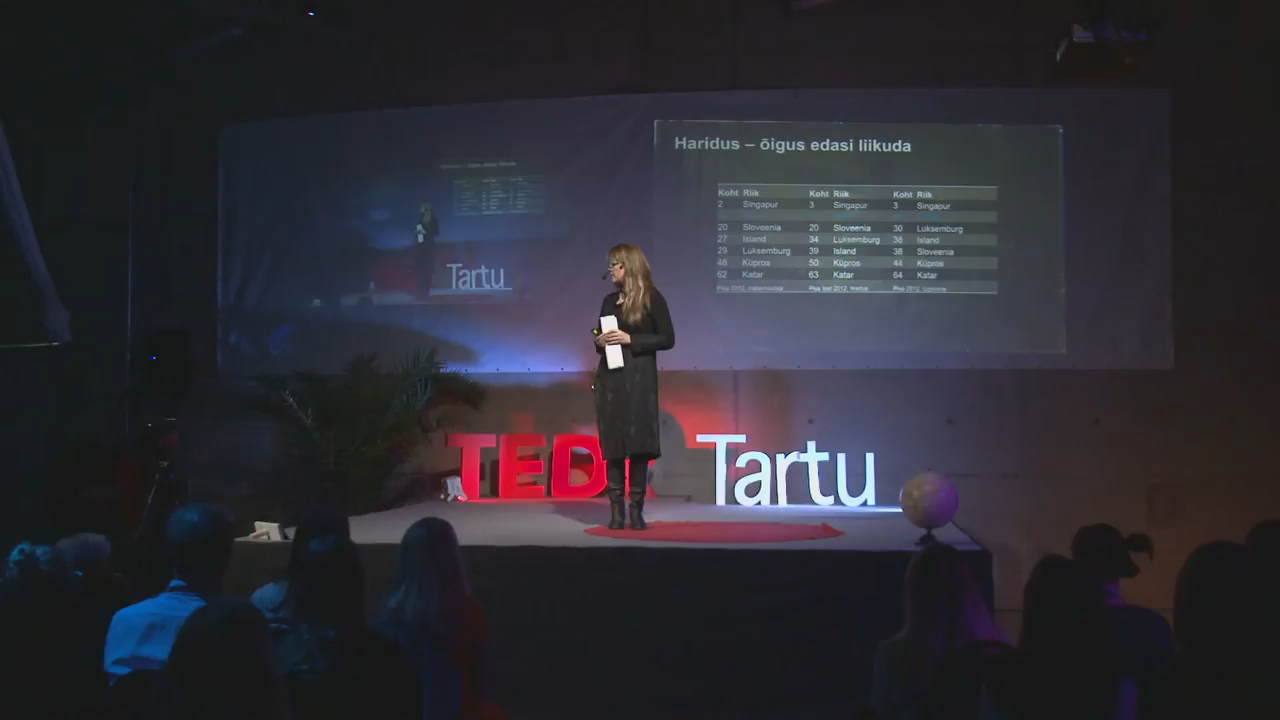 Haridus – õigus edasi liikuda
Koht Riik Koht Riik Koht Riik
2 Singapur 3 Singapur 3 Singapur
20 Sloveenia 20 Sloveenia 30 Luksemburg
27 Island 34 Luksemburg 36 Island
29 Luksemburg 39 Island 38 Sloveenia
46 Küpros 50 Küpros 44 Küpros
62 Katar 63 Katar 64 Katar
Tartu
TEDx Tartu